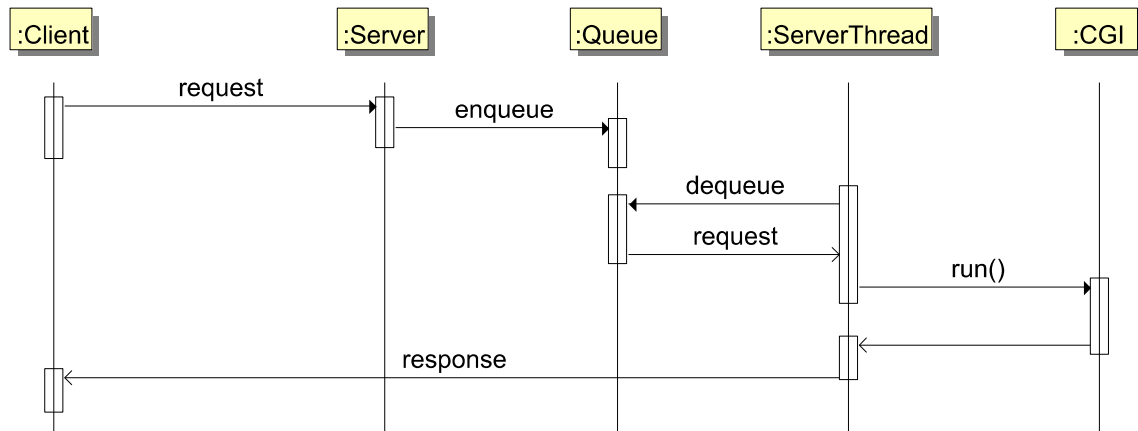 :Client
:Server
:Queue
:ServerThread
:CGI
request
enqueue
dequeue
request
run()
response